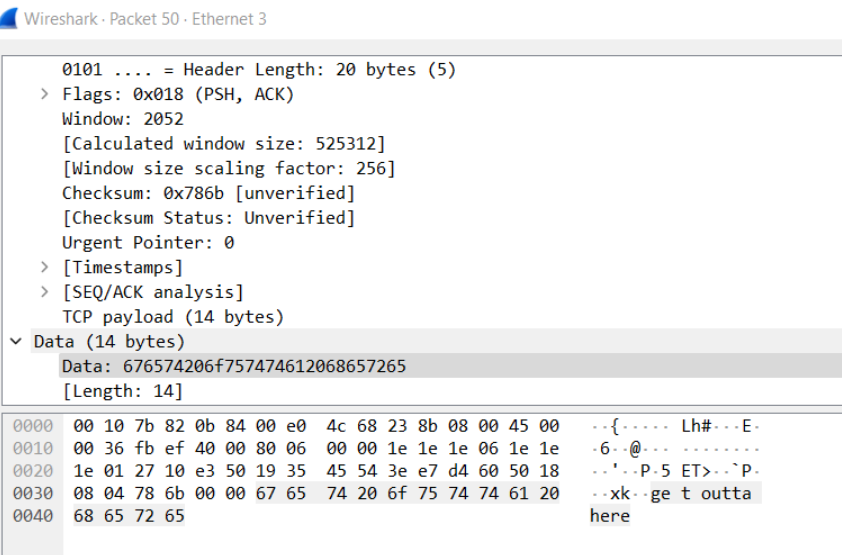 Wireshark · Packet 50 · Ethernet 3
0101 .... = Header Length: 20 bytes (5)
> Flags: 0x018 (PSH, ACK)
Window: 2052
[Calculated window size: 525312]
[Window size scaling factor: 256]
Checksum: 0x786b [unverified]
[Checksum Status: Unverified]
Urgent Pointer: 0
> [Timestamps]
> [SEQ/ACK analysis]
TCP payload (14 bytes)
Data (14 bytes)
Data: 676574206f757474612068657265
[Length: 14]
0000 00 10 7b 82 0b 84 00 e0 4c 68 23 8b 08 00 45 00 ··{····· Lh#···E·
0010 00 36 fb ef 40 00 80 06 00 00 1e 1e 1e 06 1e 1e ·6··@··· ········
0020 1e 01 27 10 e3 50 19 35 45 54 3e e7 d4 60 50 18 ··'··P·5 ET>··`P·
0030 08 04 78 6b 00 00 67 65 74 20 6f 75 74 74 61 20 ··xk··ge t outta
0040 68 65 72 65 here